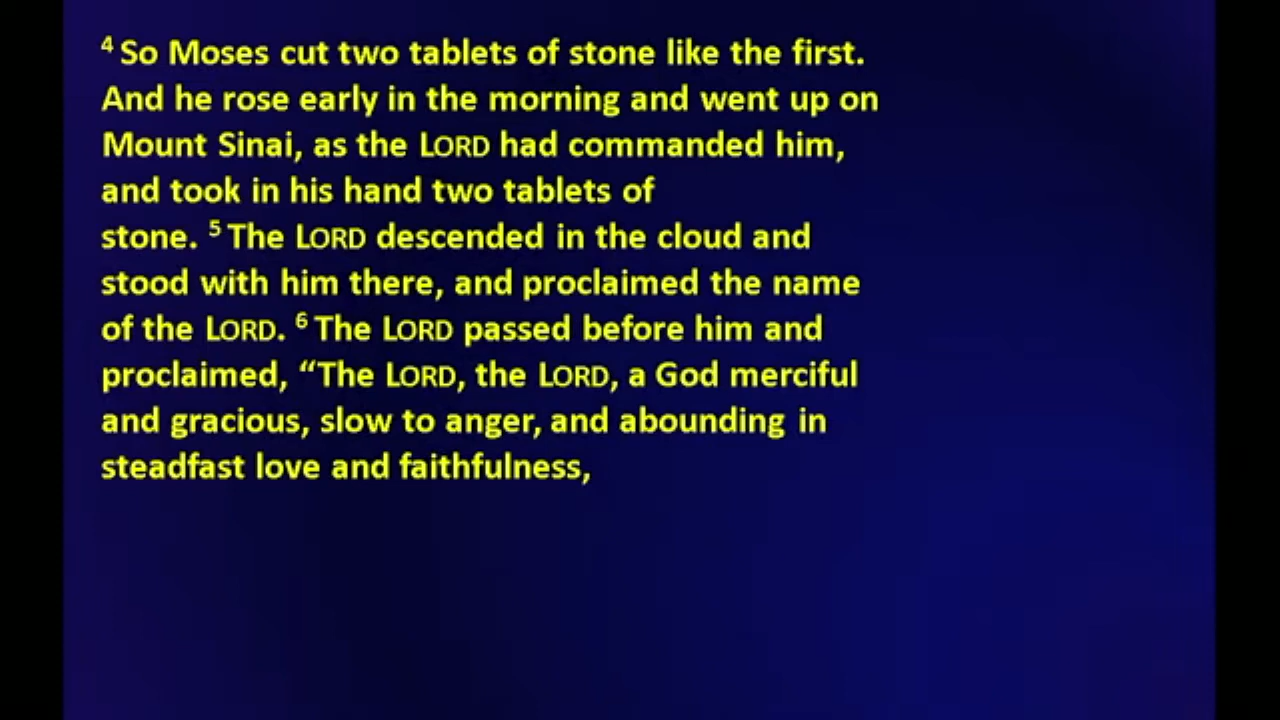 4 So Moses cut two tablets of stone like the first.
And he rose early in the morning and went up on
Mount Sinai, as the LORD had commanded him,
and took in his hand two tablets of
stone. 5 The LORD descended in the cloud and
stood with him there, and proclaimed the name
of the LORD. 6 The LORD passed before him and
proclaimed, “The LORD, the LORD, a God merciful
and gracious, slow to anger, and abounding in
steadfast love and faithfulness,